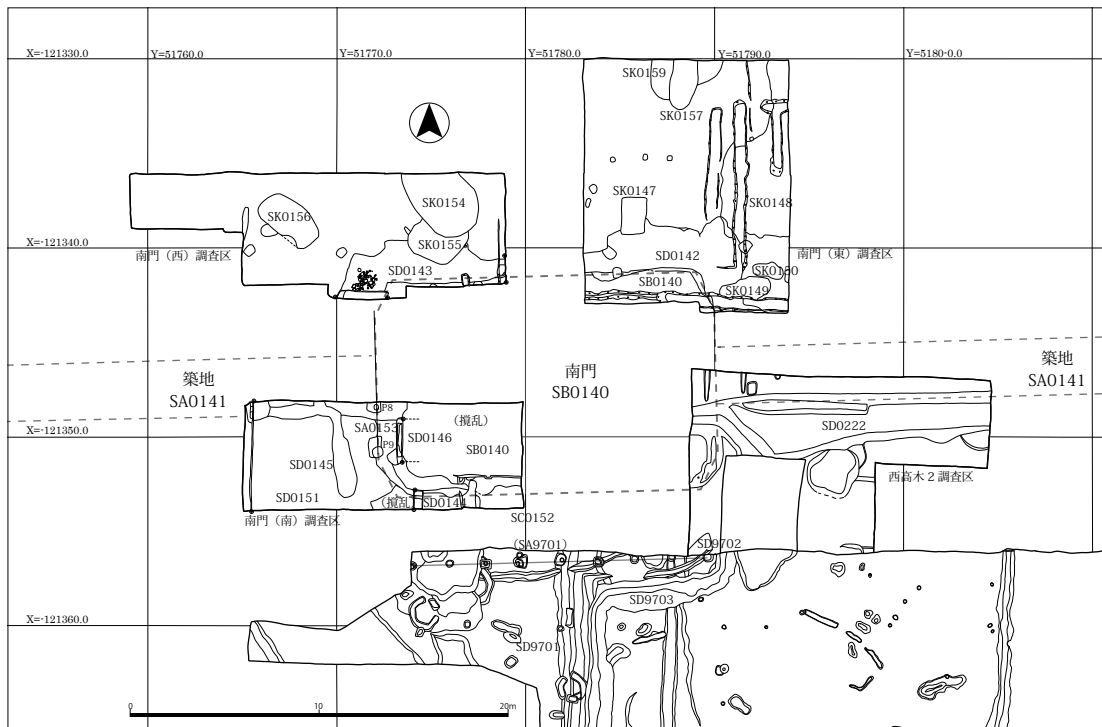 X=-121330.0
Y=51760.0
Y=51770.0
Y=51780.0
Y=51790.0
Y=5180-0.0
SK0159
SK0157
SK0147
SK0148
SK0154
SK0156
SK0155
X=-121340.0
南門（西）調査区
SD0143
SD0142
南門（東）調査区
SK0150
SB0140
SK0149
築地
SA0141
南門
SB0140
築地
SA0141
P8
SA0153
（撹乱）
SD0146
P9
SB0140
X=-121350.0
SD0222
SD0145
SD0151
（撹乱）
SD0144
西高木２調査区
南門（南）調査区
SC0152
（SA9701）
SD9702
SD9703
X=-121360.0
SD9701
0
10
20m